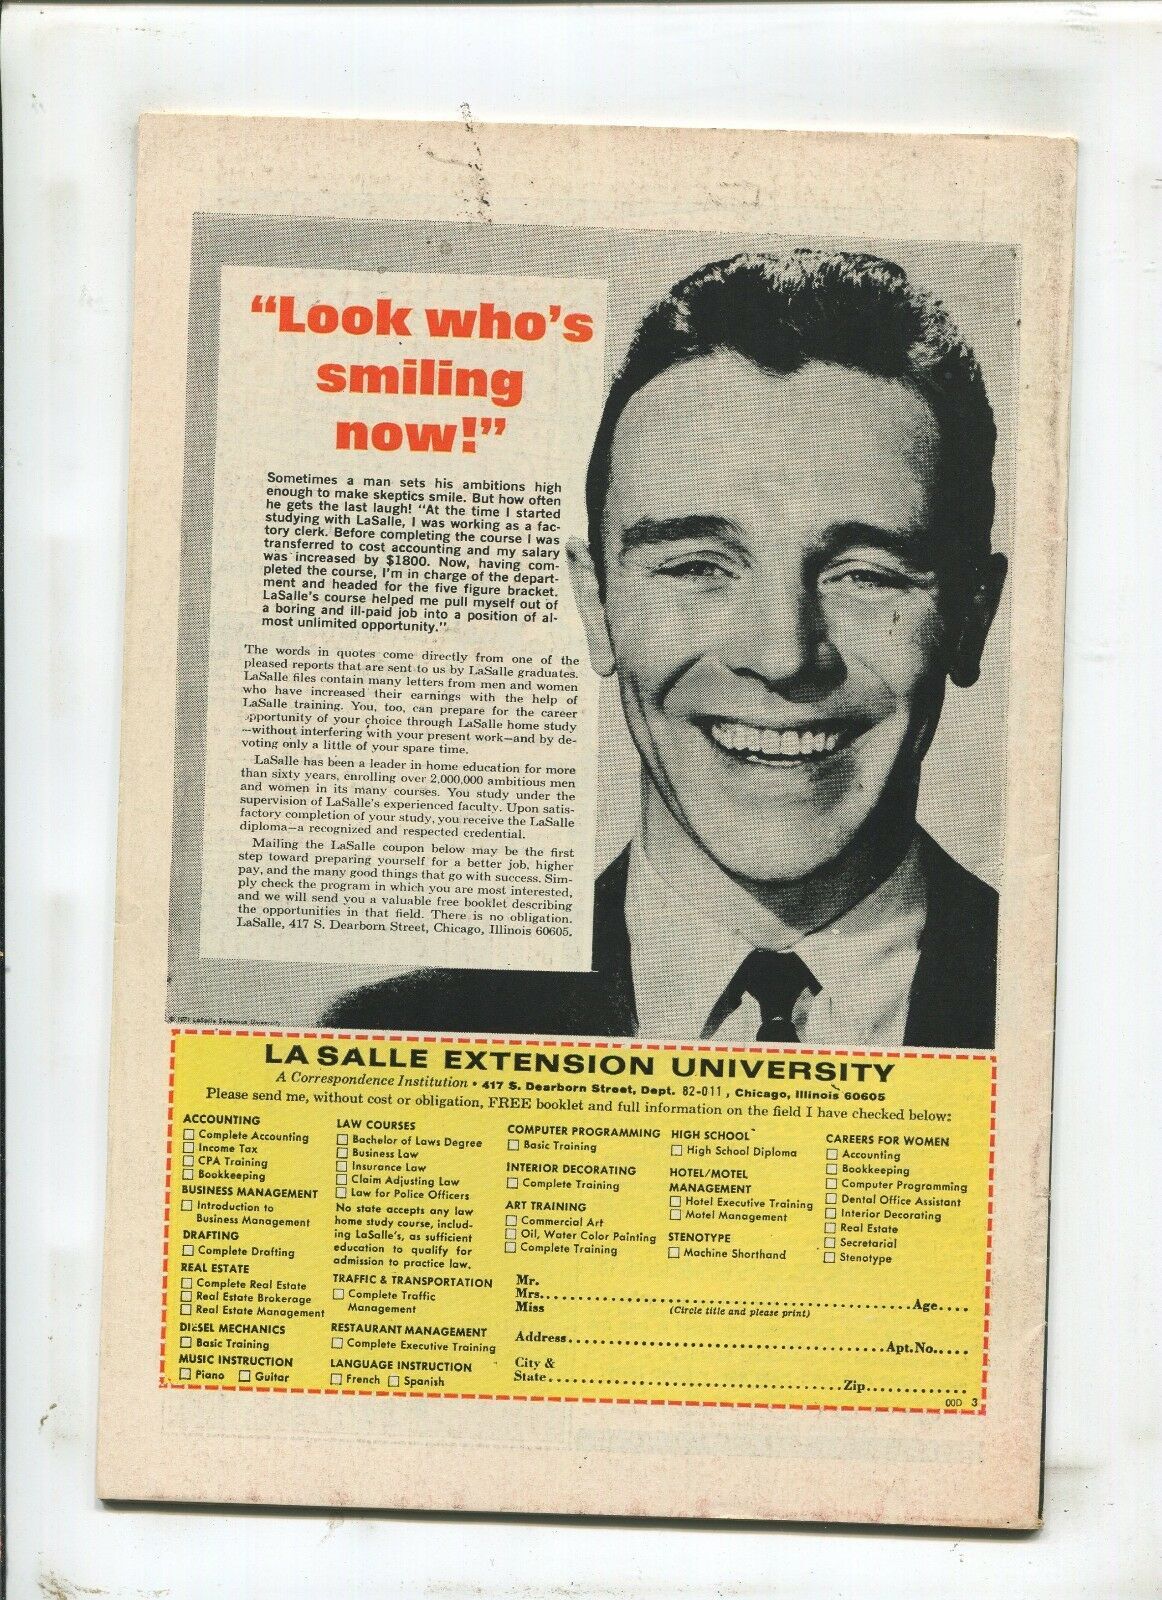 “Look who's
smiling
now!”
Sometimes a man sets his ambitions high
enough to make skeptics smile. But how often
he gets the last laugh! “At the time I started
studying with LaSalle, I was working as a fac-
tory clerk. Before completing the course I was
transferred to cost accounting and my salary
was increased by $1800. Now, having com-
pleted the course, I'm in charge of the depart-
ment and headed for the five figure bracket.
LaSalle's course helped me pull myself out of
a boring and ill-paid job into a position of al-
most unlimited opportunity.”
The words in quotes come directly from one of the
pleased reports that are sent to us by LaSalle graduates.
LaSalle files contain many letters from men and women
who have increased their earnings with the help of
LaSalle training. You, too, can prepare for the career
opportunity of your choice through LaSalle home study
—without interfering with your present work—and by de-
voting only a little of your spare time.
LaSalle has been a leader in home education for more
than sixty years, enrolling over 2,000,000 ambitious men
and women in its many courses. You study under the
supervision of LaSalle's experienced faculty. Upon satis-
factory completion of your study, you receive the LaSalle
diploma—a recognized and respected credential.
Mailing the LaSalle coupon below may be the first
step toward preparing yourself for a better job, higher
pay, and the many good things that go with success. Sim-
ply check the program in which you are most interested,
and we will send you a valuable free booklet describing
the opportunities in that field. There is no obligation.
LaSalle, 417 S. Dearborn Street, Chicago, Illinois 60605.
© 1971 LaSalle Extension University
LA SALLE EXTENSION UNIVERSITY
A Correspondence Institution • 417 S. Dearborn Street, Dept. 82-011, Chicago, Illinois 60605
Please send me, without cost or obligation, FREE booklet and full information on the field I have checked below:
ACCOUNTING
Complete Accounting
Income Tax
CPA Training
Bookkeeping
BUSINESS MANAGEMENT
Introduction to
Business Management
DRAFTING
Complete Drafting
REAL ESTATE
Complete Real Estate
Real Estate Brokerage
Real Estate Management
DIESEL MECHANICS
Basic Training
MUSIC INSTRUCTION
Piano Guitar
LAW COURSES
Bachelor of Laws Degree
Business Law
Insurance Law
Claim Adjusting Law
Law for Police Officers
No state accepts any law
home study course, includ-
ing LaSalle's, as sufficient
education to qualify for
admission to practice law.
TRAFFIC & TRANSPORTATION
Complete Traffic
Management
RESTAURANT MANAGEMENT
Complete Executive Training
LANGUAGE INSTRUCTION
French Spanish
COMPUTER PROGRAMMING
Basic Training
INTERIOR DECORATING
Complete Training
ART TRAINING
Commercial Art
Oil, Water Color Painting
Complete Training
HIGH SCHOOL
High School Diploma
HOTEL/MOTEL
MANAGEMENT
Hotel Executive Training
Motel Management
STENOTYPE
Machine Shorthand
CAREERS FOR WOMEN
Accounting
Bookkeeping
Computer Programming
Dental Office Assistant
Interior Decorating
Real Estate
Secretarial
Stenotype
Mr.
Mrs. Age
Miss (Circle title and please print)
Address Apt. No.
City &
State Zip
00D 3